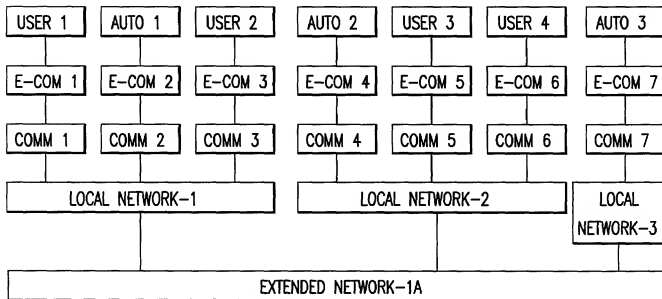 USER 1 AUTO 1 USER 2 AUTO 2 USER 3 USER 4 AUTO 3
E-COM 1 E-COM 2 E-COM 3 E-COM 4 E-COM 5 E-COM 6 E-COM 7
COMM 1 COMM 2 COMM 3 COMM 4 COMM 5 COMM 6 COMM 7
LOCAL NETWORK-1 LOCAL NETWORK-2 LOCAL
NETWORK-3
EXTENDED NETWORK-1A